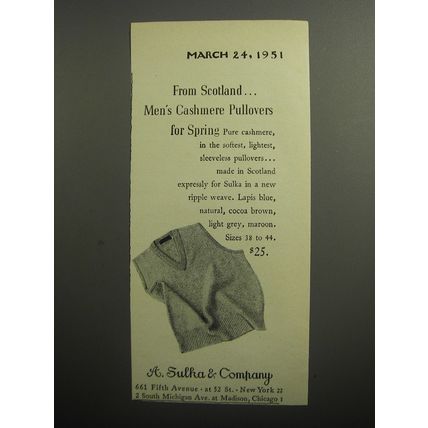 MARCH 24, 1951
From Scotland...
Men's Cashmere Pullovers
for Spring Pure cashmere,
in the softest, lightest,
sleeveless pullovers...
made in Scotland
expressly for Sulka in a new
ripple weave. Lapis blue,
natural, cocoa brown,
light grey, maroon.
Sizes 38 to 44.
$25.
A. Sulka & Company
661 Fifth Avenue - at 52 St. - New York 22
2 South Michigan Ave. at Madison, Chicago 1